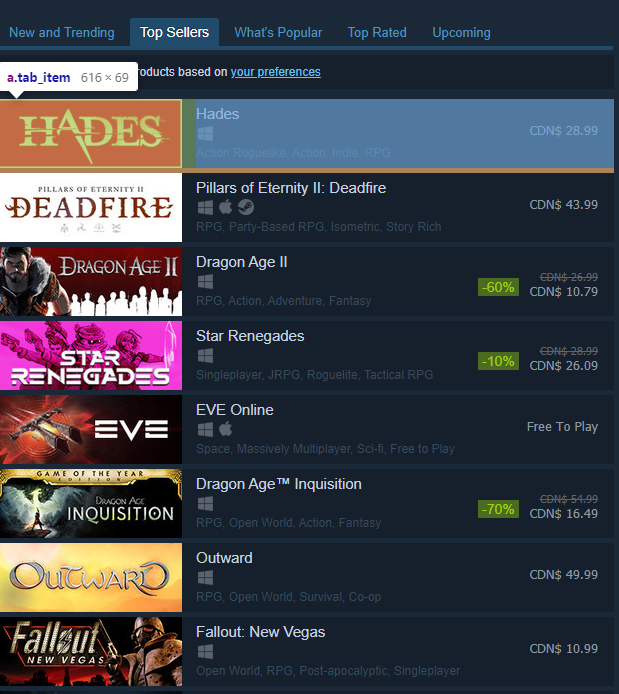 New and Trending
Top Sellers
What's Popular
Top Rated
Upcoming
a.tab_item 616 × 69
roducts based on your preferences
HADES
Hades
CDN$ 28.99
Action Roguelike, Action, Indie, RPG
PILLARS OF ETERNITY II
DEADFIRE
Pillars of Eternity II: Deadfire
CDN$ 43.99
RPG, Party-Based RPG, Isometric, Story Rich
DRAGON AGE II
Dragon Age II
-60%
CDN$ 26.99
CDN$ 10.79
RPG, Action, Adventure, Fantasy
STAR
RENEGADES
Star Renegades
-10%
CDN$ 28.99
CDN$ 26.09
Singleplayer, JRPG, Roguelite, Tactical RPG
EVE
EVE Online
Free To Play
Space, Massively Multiplayer, Sci-fi, Free to Play
GAME OF THE YEAR
EDITION
DRAGON AGE
INQUISITION
Dragon Age™ Inquisition
-70%
CDN$ 54.99
CDN$ 16.49
RPG, Open World, Action, Fantasy
OUTWARD
Outward
CDN$ 49.99
RPG, Open World, Survival, Co-op
Fallout
NEW VEGAS
Fallout: New Vegas
CDN$ 10.99
Open World, RPG, Post-apocalyptic, Singleplayer